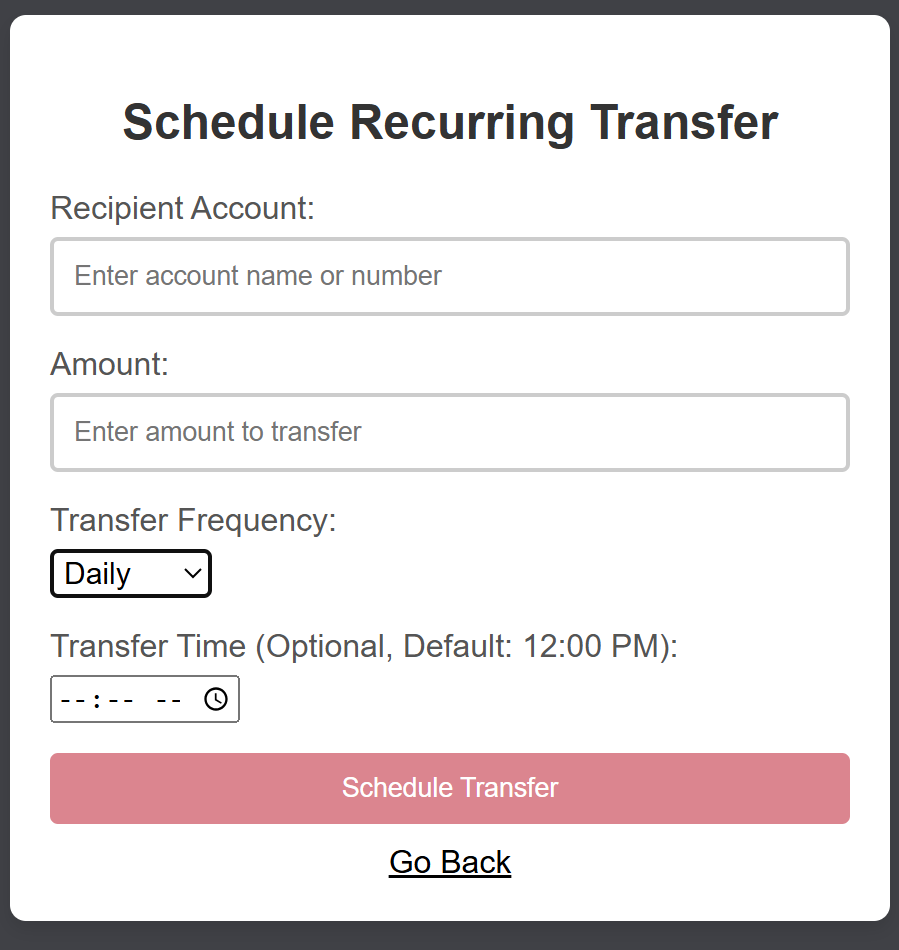 Schedule Recurring Transfer
Recipient Account:
Enter account name or number
Amount:
Enter amount to transfer
Transfer Frequency:
Daily
Transfer Time (Optional, Default: 12:00 PM):
--:-- --
Schedule Transfer
Go Back